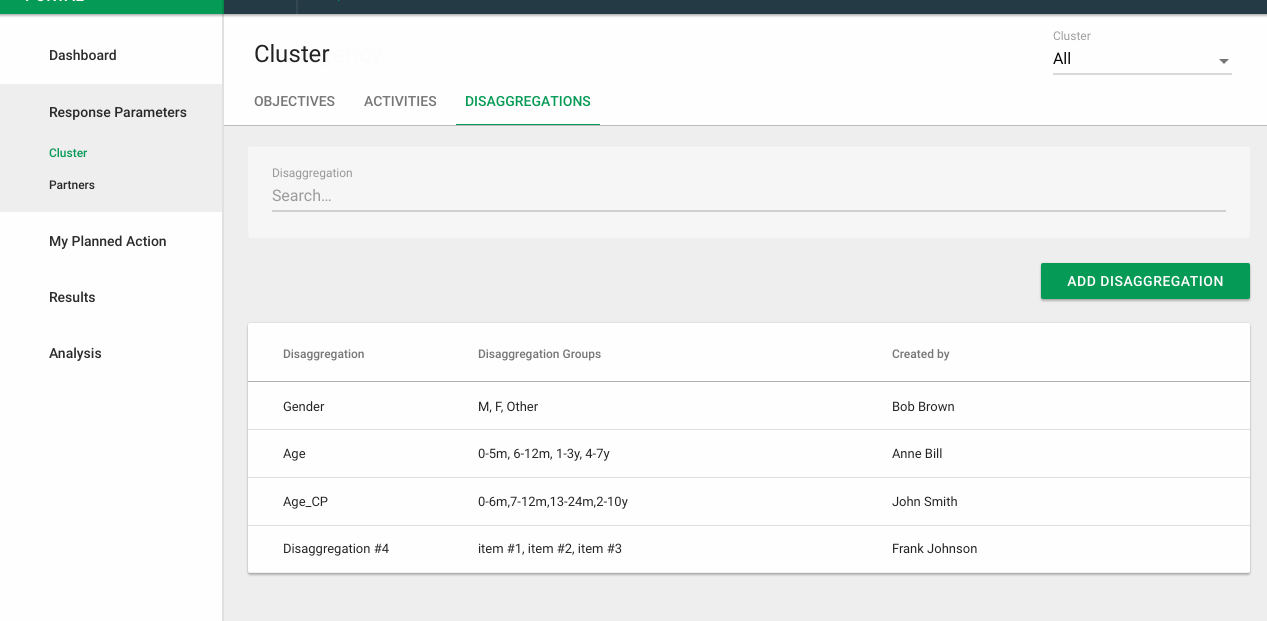 Dashboard
Response Parameters
Cluster
Partners
My Planned Action
Results
Analysis
Cluster
Cluster
All
OBJECTIVES ACTIVITIES DISAGGREGATIONS
Disaggregation
Search...
ADD DISAGGREGATION
Disaggregation Disaggregation Groups Created by
Gender M, F, Other Bob Brown
Age 0-5m, 6-12m, 1-3y, 4-7y Anne Bill
Age_CP 0-6m,7-12m,13-24m,2-10y John Smith
Disaggregation #4 item #1, item #2, item #3 Frank Johnson